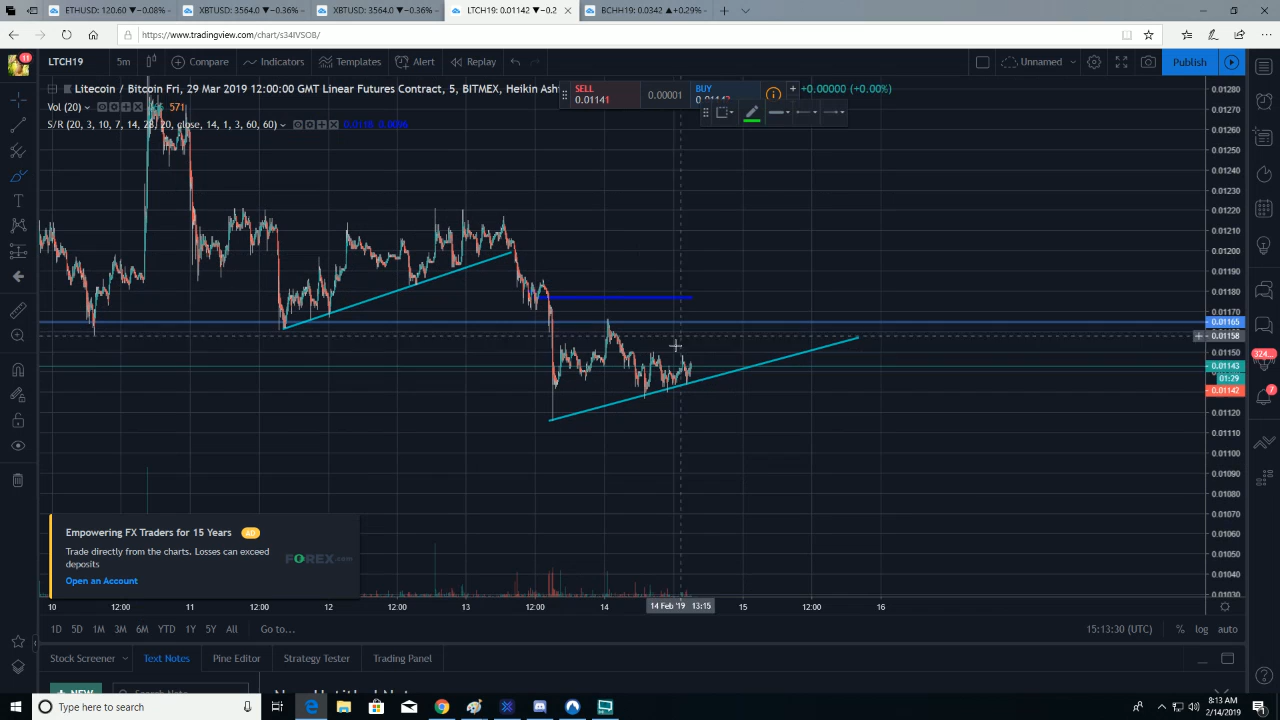 ETHUSD: 120.60 ▼−0.08%
XBTUSD: 3564.0 ▼−0.36%
XBTUSD: 3564.0 ▼−0.36%
LTCH19: 0.01142 ▼−0.2
BCHH19: 0.0342 ▲+0.29%
https://www.tradingview.com/chart/s34IVSOB/
11
LTCH19
5m
Compare
Indicators
Templates
Alert
Replay
Unnamed
Publish
Litecoin / Bitcoin Fri, 29 Mar 2019 12:00:00 GMT Linear Futures Contract, 5, BITMEX, Heikin Ash
SELL
0.01141
0.00001
BUY
+0.00000 (+0.00%)
Vol (20)
571
S/R (20, 3, 10, 7, 14, 28, 20, close, 14, 1, 3, 60, 60)
0.01280
0.01270
0.01260
0.01250
0.01240
0.01230
0.01220
0.01210
0.01200
0.01190
0.01180
0.01170
0.01165
0.01158
0.01150
0.01143
01:29
0.01142
0.01120
0.01110
0.01100
0.01090
0.01080
0.01070
0.01060
0.01050
0.01040
0.01030
324
7
Empowering FX Traders for 15 Years AD
Trade directly from the charts. Losses can exceed
deposits
FOREX.com
Open an Account
10
12:00
11
12:00
12
12:00
13
12:00
14
14 Feb '19 13:15
15
12:00
16
1D 5D 1M 3M 6M YTD 1Y 5Y All Go to...
15:13:30 (UTC)
% log auto
Stock Screener
Text Notes
Pine Editor
Strategy Tester
Trading Panel
NEW
Search Note
Type here to search
8:13 AM
2/14/2019